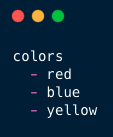 colors
  - red
  - blue
  - yellow